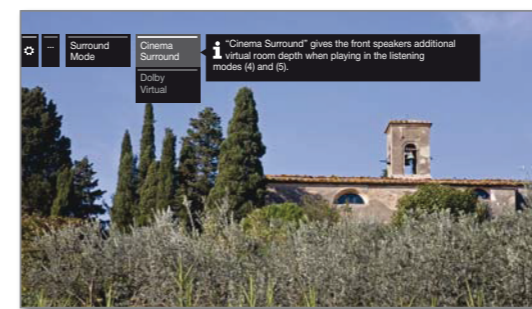 ... Surround Mode
Cinema Surround
Dolby Virtual
i "Cinema Surround" gives the front speakers additional
virtual room depth when playing in the listening
modes (4) and (5).